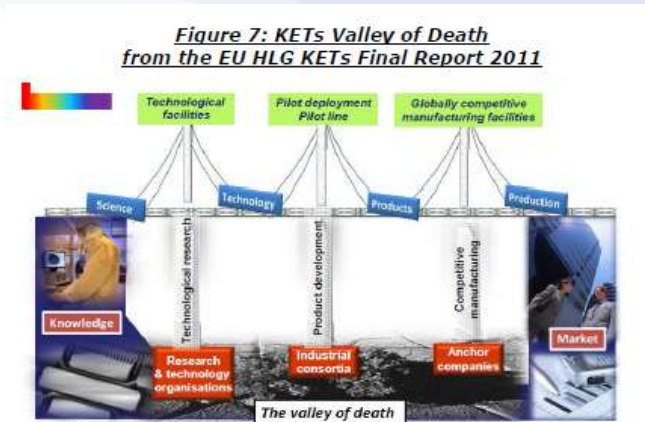 Figure 7: KETs Valley of Death
from the EU HLG KETs Final Report 2011
Technological
facilities
Pilot deployment
Pilot line
Globally competitive
manufacturing facilities
Science
Technology
Products
Production
Technological research
Product development
Competitive
manufacturing
Knowledge
Market
Research
& technology
organisations
Industrial
consortia
Anchor
companies
The valley of death